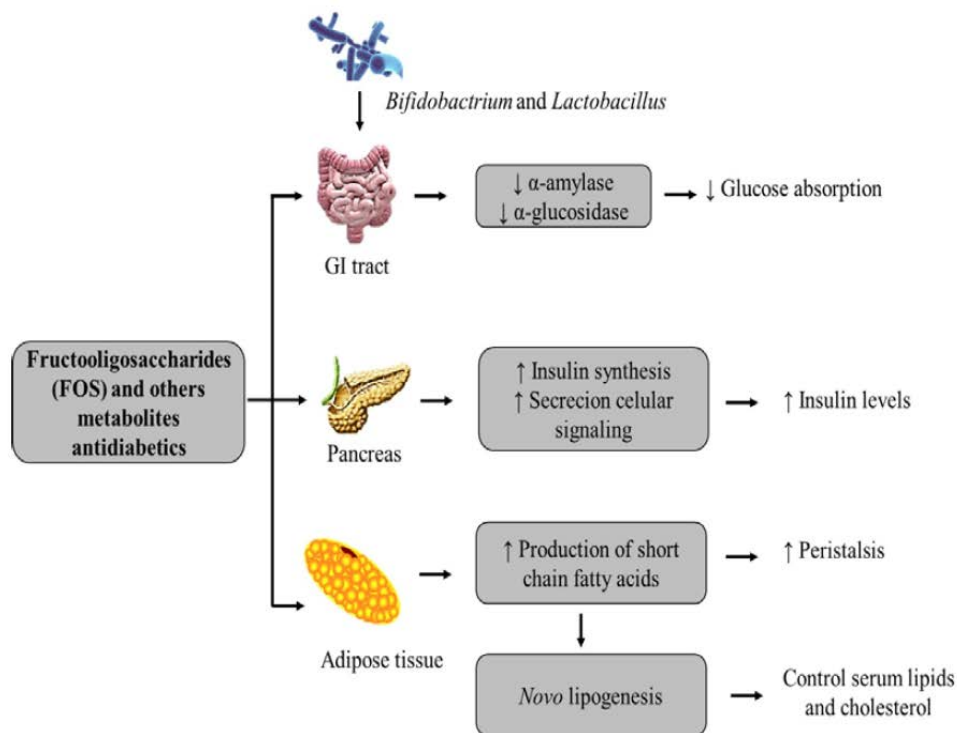 Bifidobactrium and Lactobacillus
↓ α-amylase
↓ α-glucosidase
↓ Glucose absorption
GI tract
Fructooligosaccharides
(FOS) and others
metabolites
antidiabetics
↑ Insulin synthesis
↑ Secrecion celular
signaling
↑ Insulin levels
Pancreas
↑ Production of short
chain fatty acids
↑ Peristalsis
Adipose tissue
Novo lipogenesis
Control serum lipids
and cholesterol